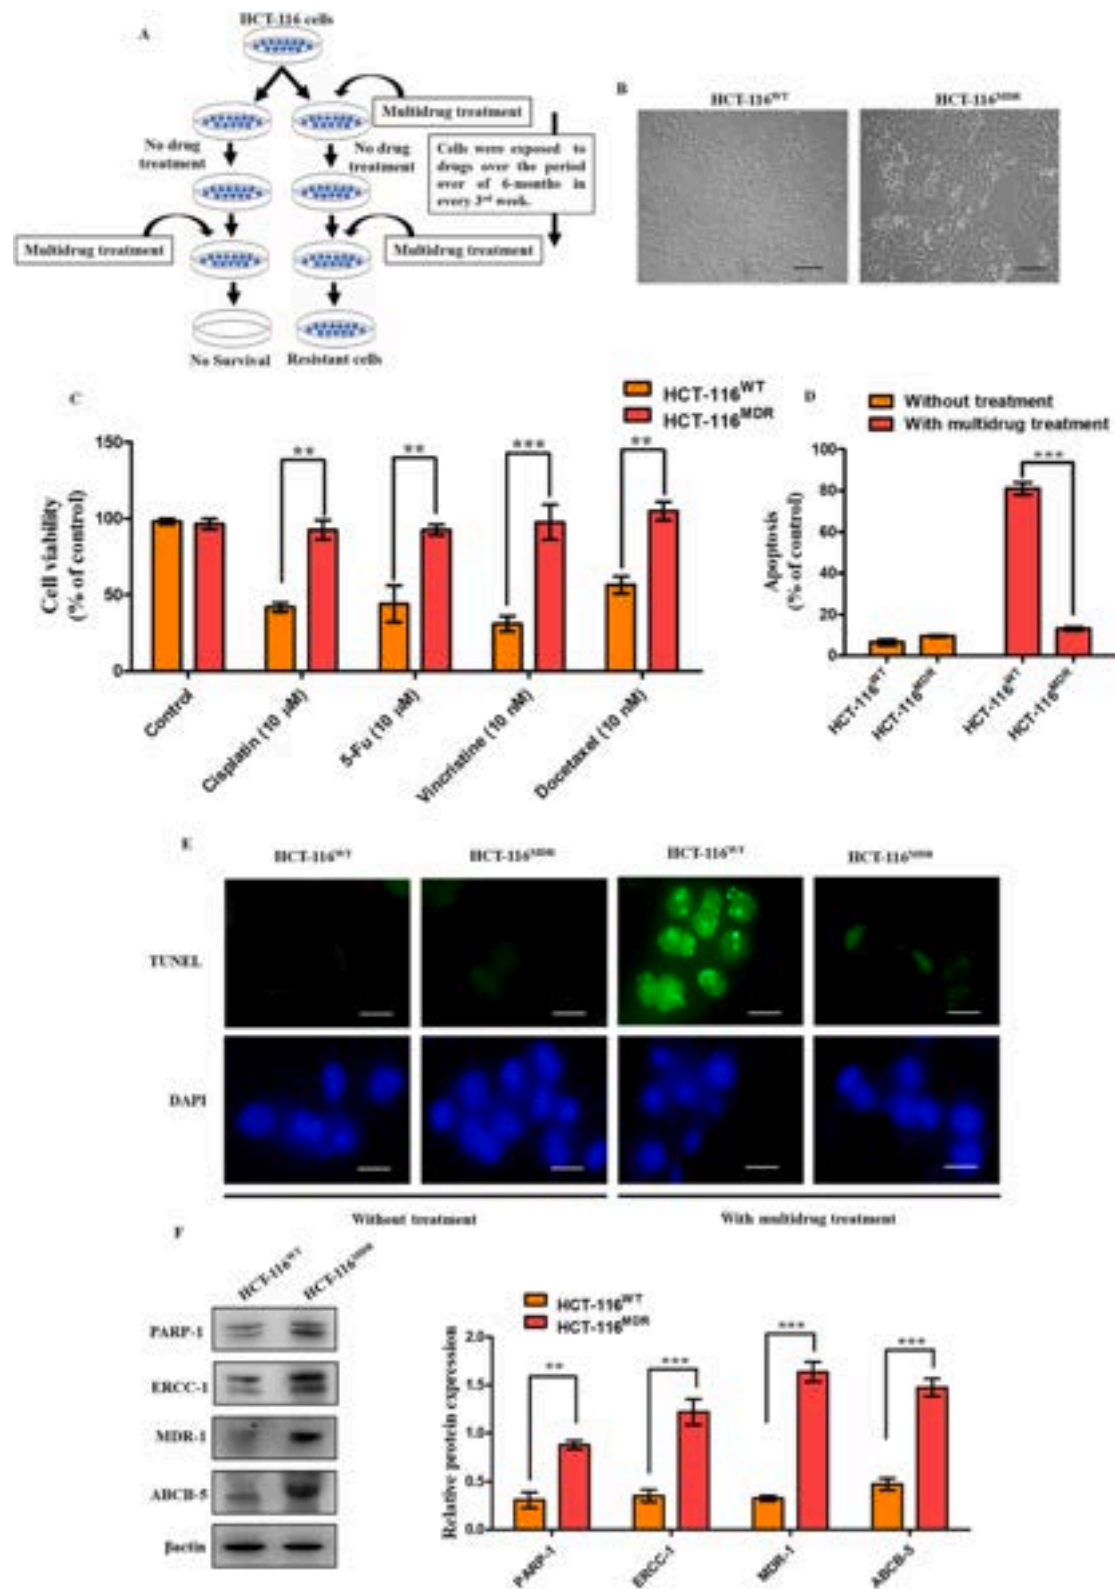 A
HCT-116 cells
Multidrug treatment
No drug treatment
No drug treatment
Cells were exposed to
drugs over the period
over of 6-months in
every 3rd week.
Multidrug treatment
Multidrug treatment
No Survival
Resistant cells
B
HCT-116WT
HCT-116MDR
C
HCT-116WT
HCT-116MDR
Cell viability
(% of control)
150
100
50
0
**
**
***
**
Control
Cisplatin (10 µM)
5-Fu (10 µM)
Vincristine (10 nM)
Docetaxel (10 nM)
D
Without treatment
With multidrug treatment
Apoptosis
(% of control)
100
80
60
40
20
0
***
HCT-116WT
HCT-116MDR
HCT-116WT
HCT-116MDR
E
HCT-116WT
HCT-116MDR
HCT-116WT
HCT-116MDR
TUNEL
DAPI
Without treatment
With multidrug treatment
F
HCT-116WT
HCT-116MDR
PARP-1
ERCC-1
MDR-1
ABCB-5
βactin
HCT-116WT
HCT-116MDR
Relative protein expression
2.0
1.5
1.0
0.5
0.0
**
***
***
***
PARP-1
ERCC-1
MDR-1
ABCB-5